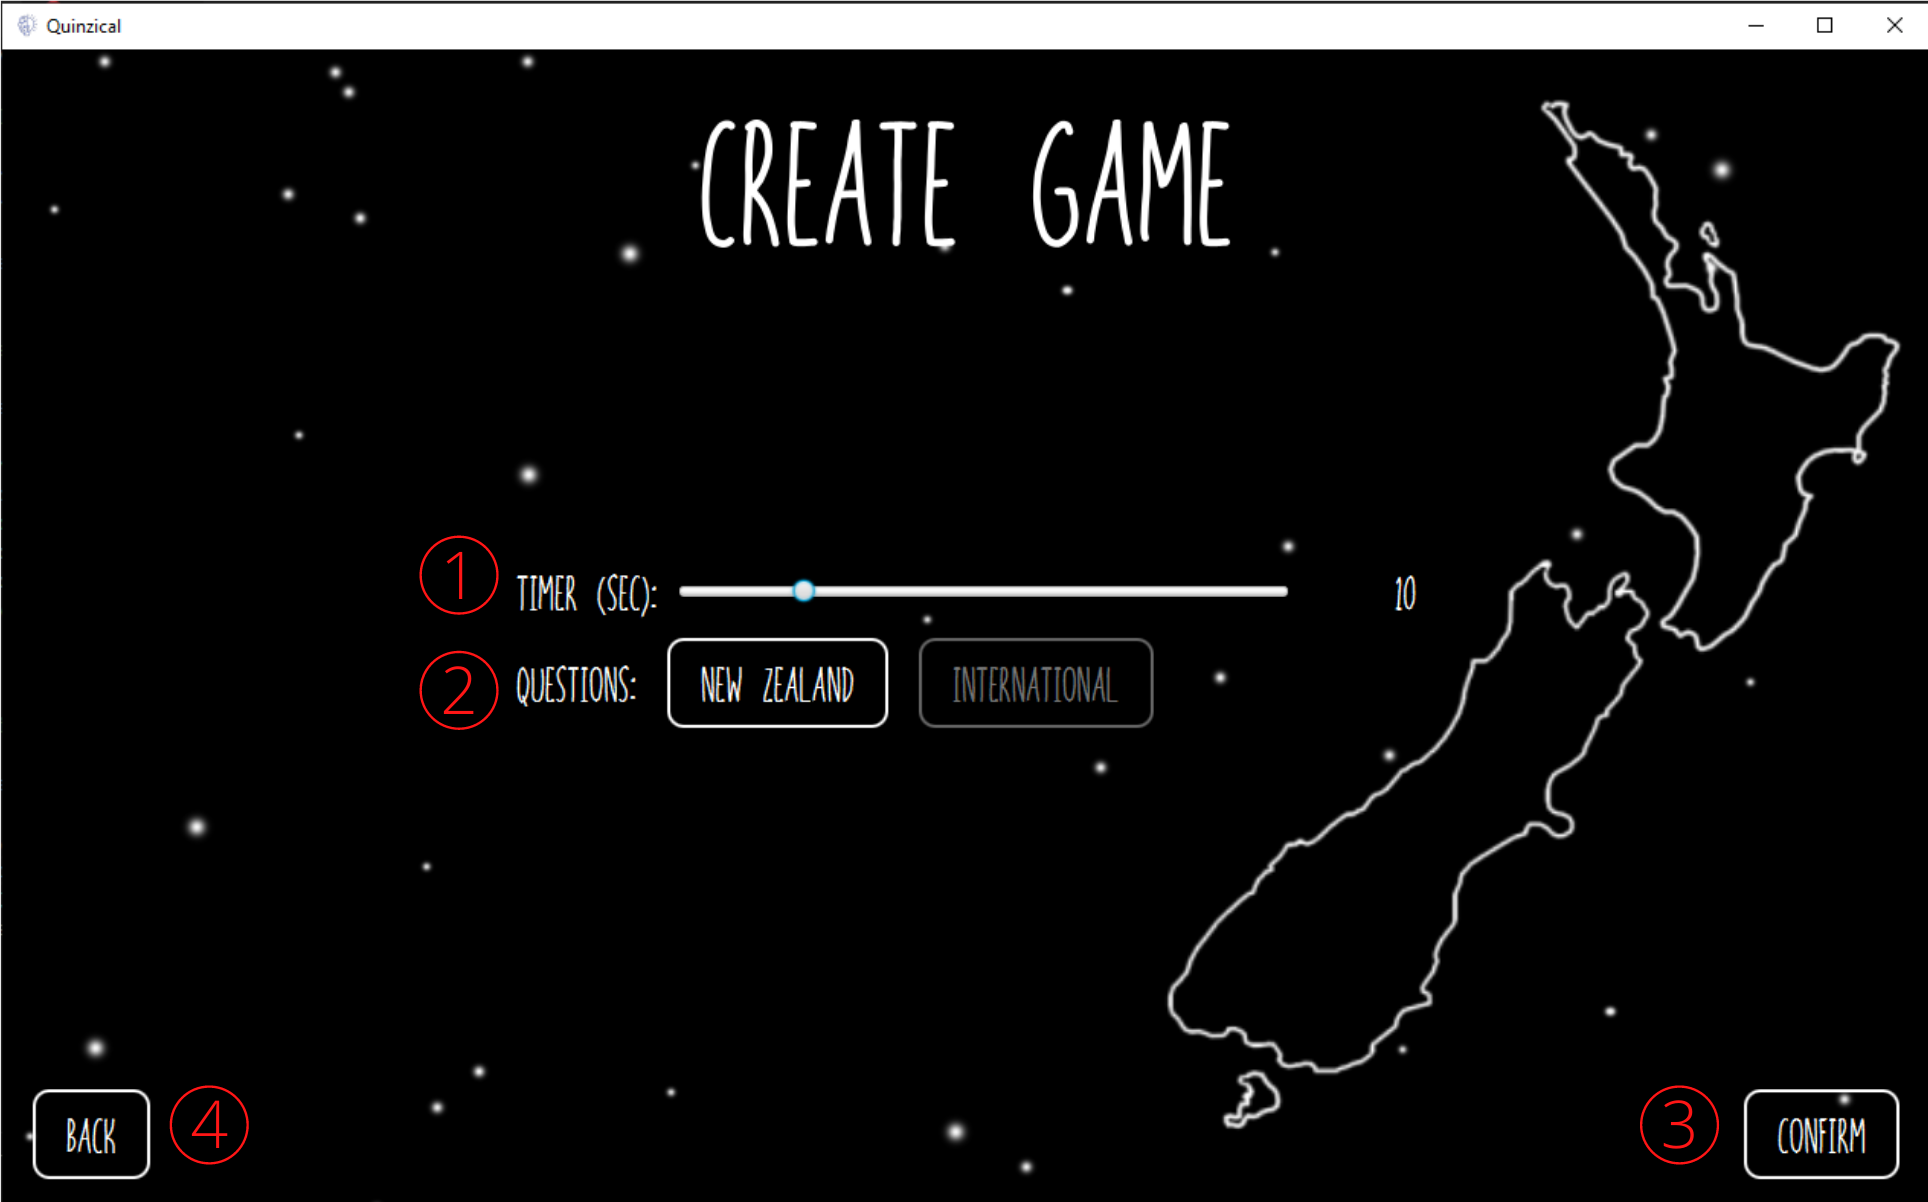 Quinzical
CREATE GAME
1 TIMER (SEC): 10
2 QUESTIONS: NEW ZEALAND INTERNATIONAL
BACK 4 3 CONFIRM